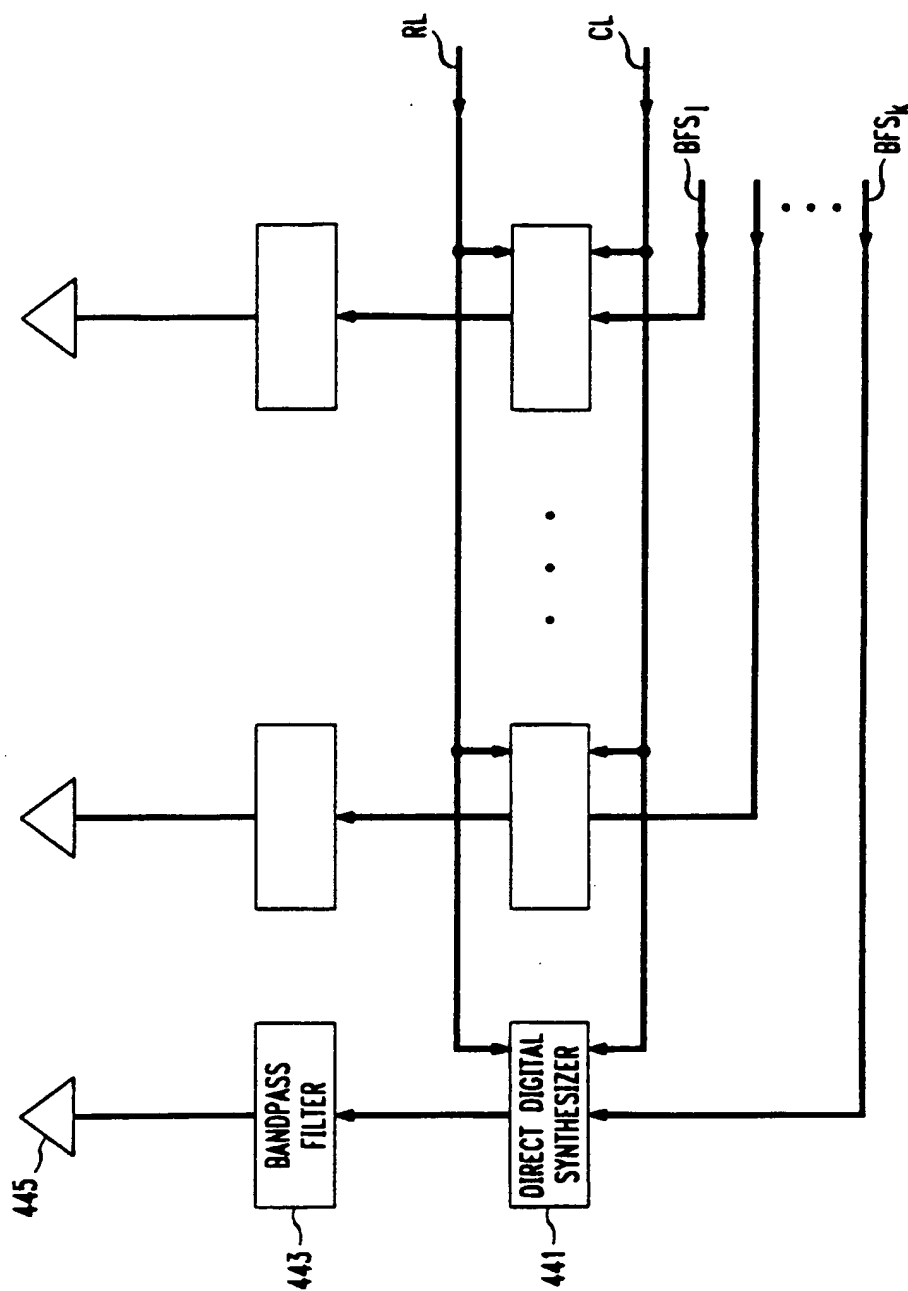 445
443
BANDPASS
FILTER
441
DIRECT DIGITAL
SYNTHESIZER
RL
CL
BFS1
BFSk